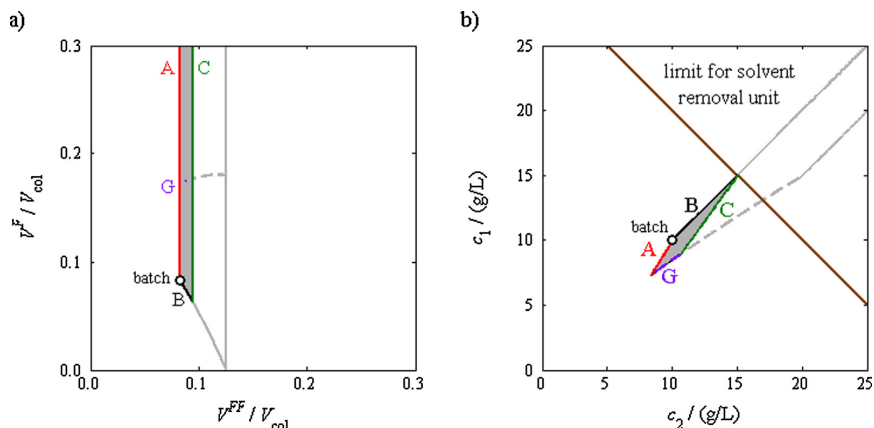 a)
0.3
0.2
0.1
0.0
V^F / V_col
A
C
G
batch
B
0.0
0.1
0.2
0.3
V^FF / V_col
b)
25
20
15
10
5
0
c_1 / (g/L)
limit for solvent
removal unit
B
C
batch
A
G
0
5
10
15
20
25
c_2 / (g/L)